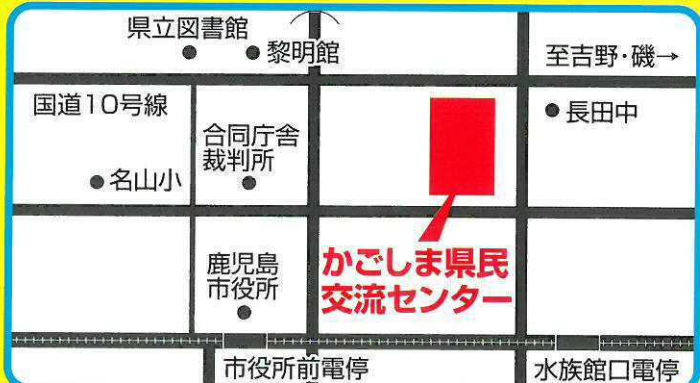 県立図書館
黎明館
至吉野・磯→
国道10号線
合同庁舎
裁判所
長田中
名山小
かごしま県民
交流センター
鹿児島
市役所
市役所前電停
水族館口電停